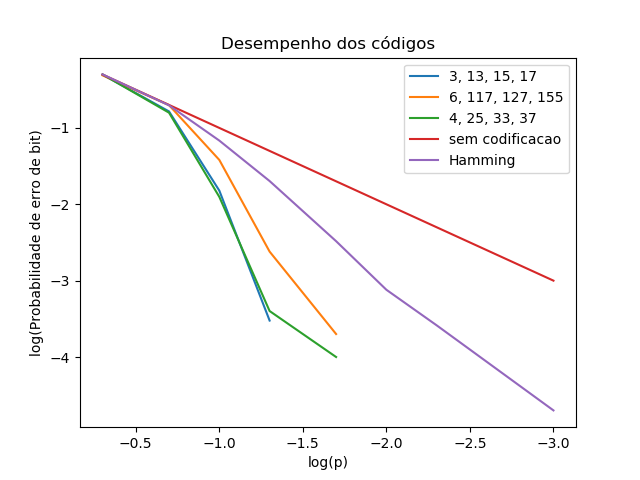 Desempenho dos códigos
3, 13, 15, 17
6, 117, 127, 155
4, 25, 33, 37
sem codificacao
Hamming
log(Probabilidade de erro de bit)
−1
−2
−3
−4
−0.5
−1.0
−1.5
−2.0
−2.5
−3.0
log(p)